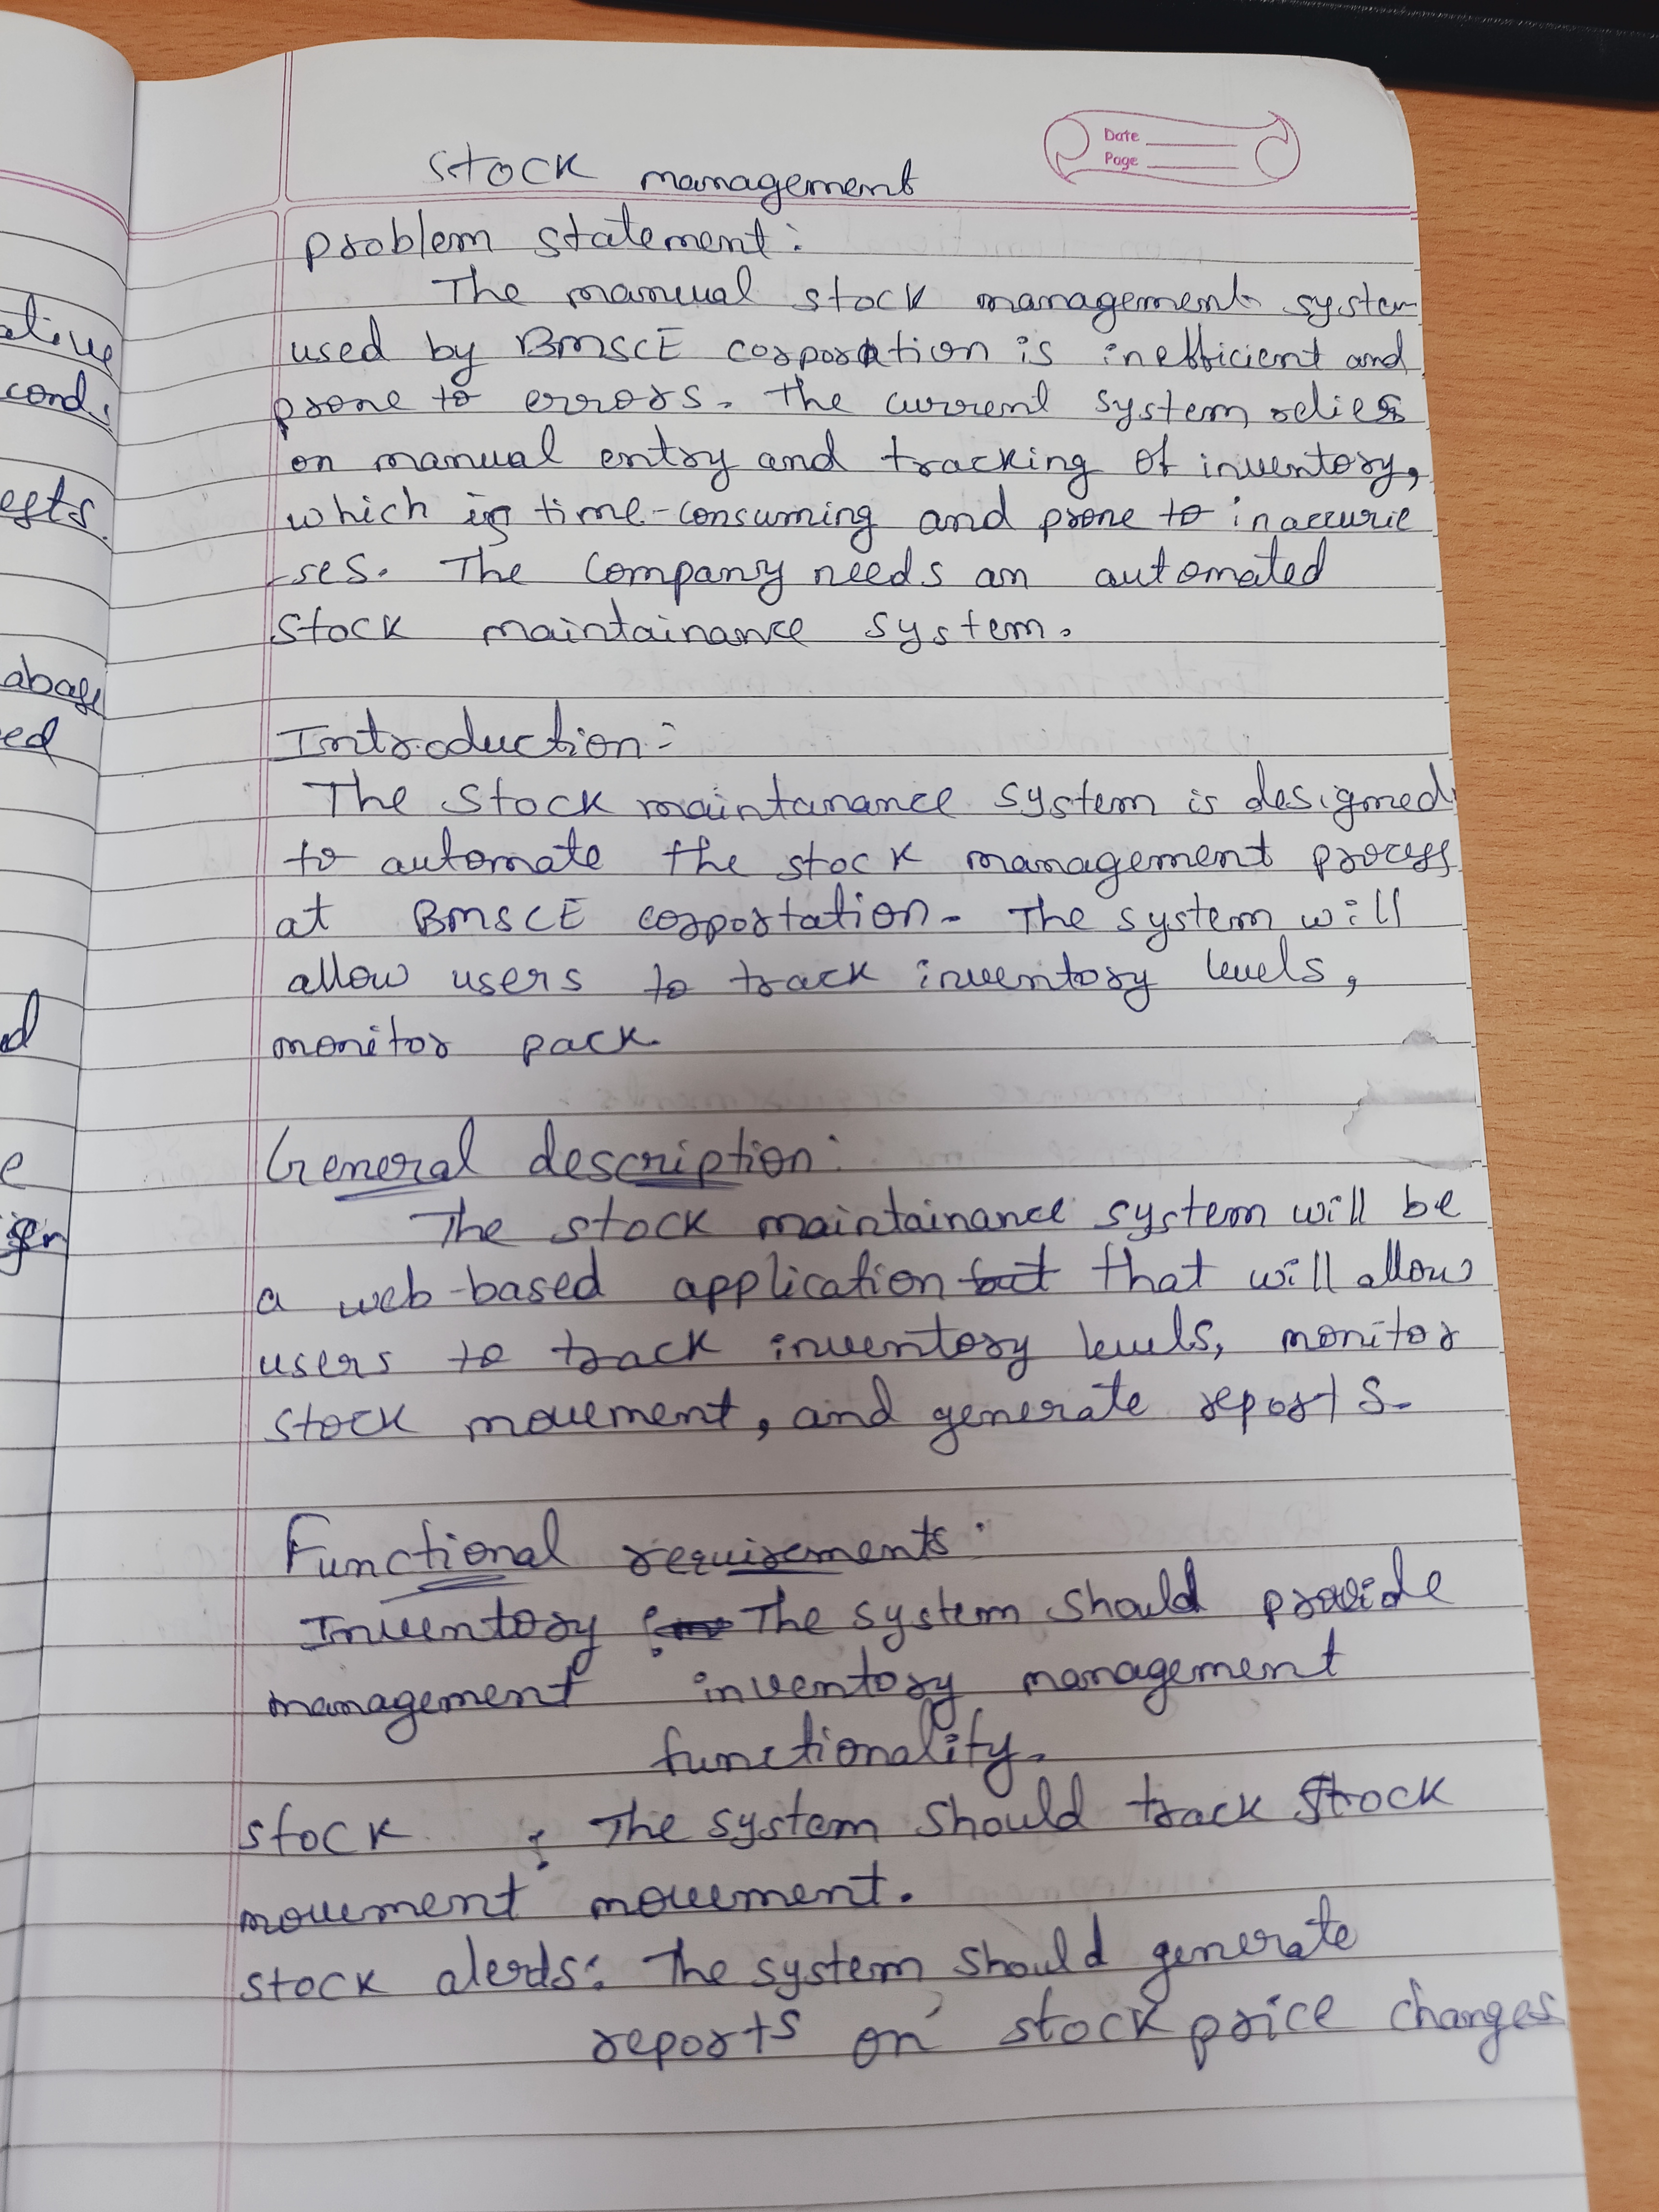 Date
Page
stock management
problem statement:
The manual stock management system
used by BMSCE corporation is inefficient and
prone to errors. The current system relies
on manual entry and tracking of inventory,
which is time-consuming and prone to inaccurie
-ses. The company needs an automated
stock maintainance system.
Introduction:-
The stock maintanance system is designed
to automate the stock management process
at BMSCE corportation. The system will
allow users to track inventory levels,
monitor pack.
General description:
The stock maintainance system will be
a web-based application but that will allow
users to track inventory levels, monitor
stock movement, and generate reports.
Functional requirements:
Inventory : The system should provide
management inventory management
functionality.
stock : The system should track stock
movement movement.
stock alerts: The system should generate
reports on stock price changes
ative
cond.
ests.
abase
ed
d
e